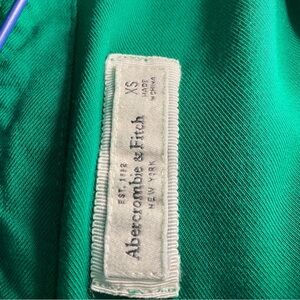 EST. 1892
Abercrombie & Fitch
NEW YORK
XS
MADE
IN CHINA